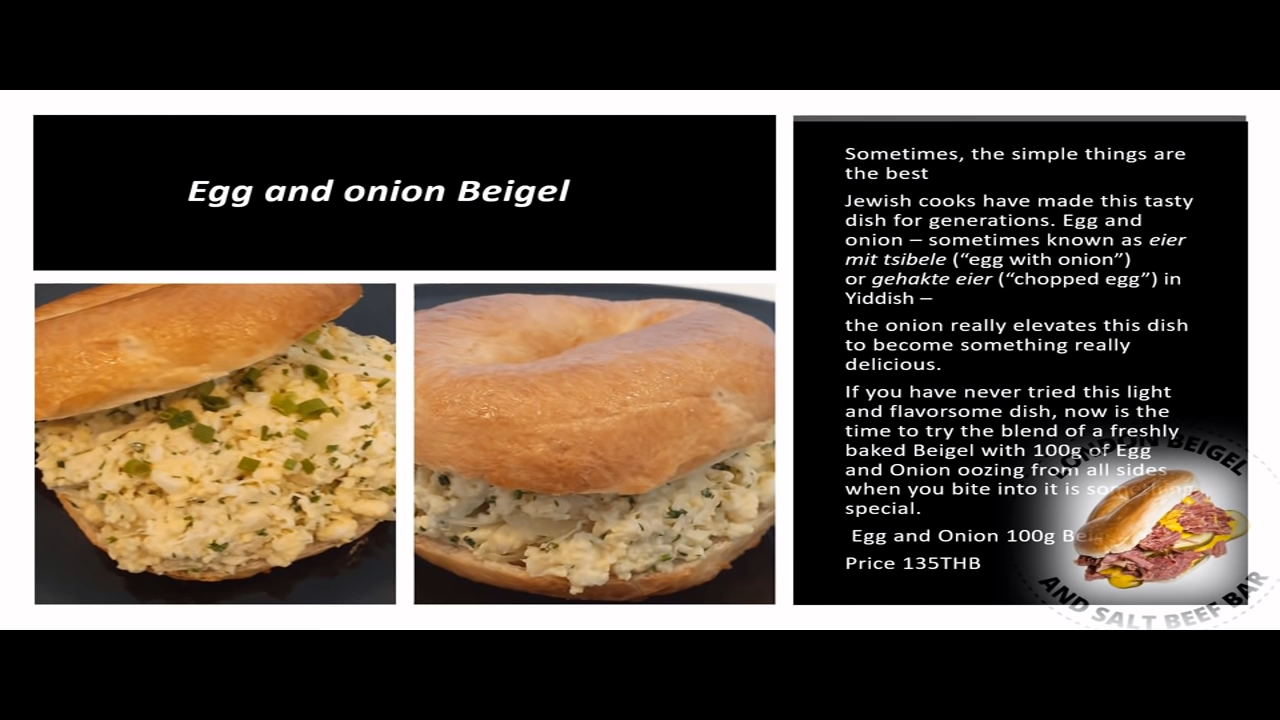 Egg and onion Beigel
Sometimes, the simple things are
the best
Jewish cooks have made this tasty
dish for generations. Egg and
onion – sometimes known as eier
mit tsibele (“egg with onion”)
or gehakte eier (“chopped egg”) in
Yiddish –
the onion really elevates this dish
to become something really
delicious.
If you have never tried this light
and flavorsome dish, now is the
time to try the blend of a freshly
baked Beigel with 100g of Egg
and Onion oozing from all sides
when you bite into it is something
special.
Egg and Onion 100g Beigel
Price 135THB
LONDON BEIGEL
AND SALT BEEF BAR